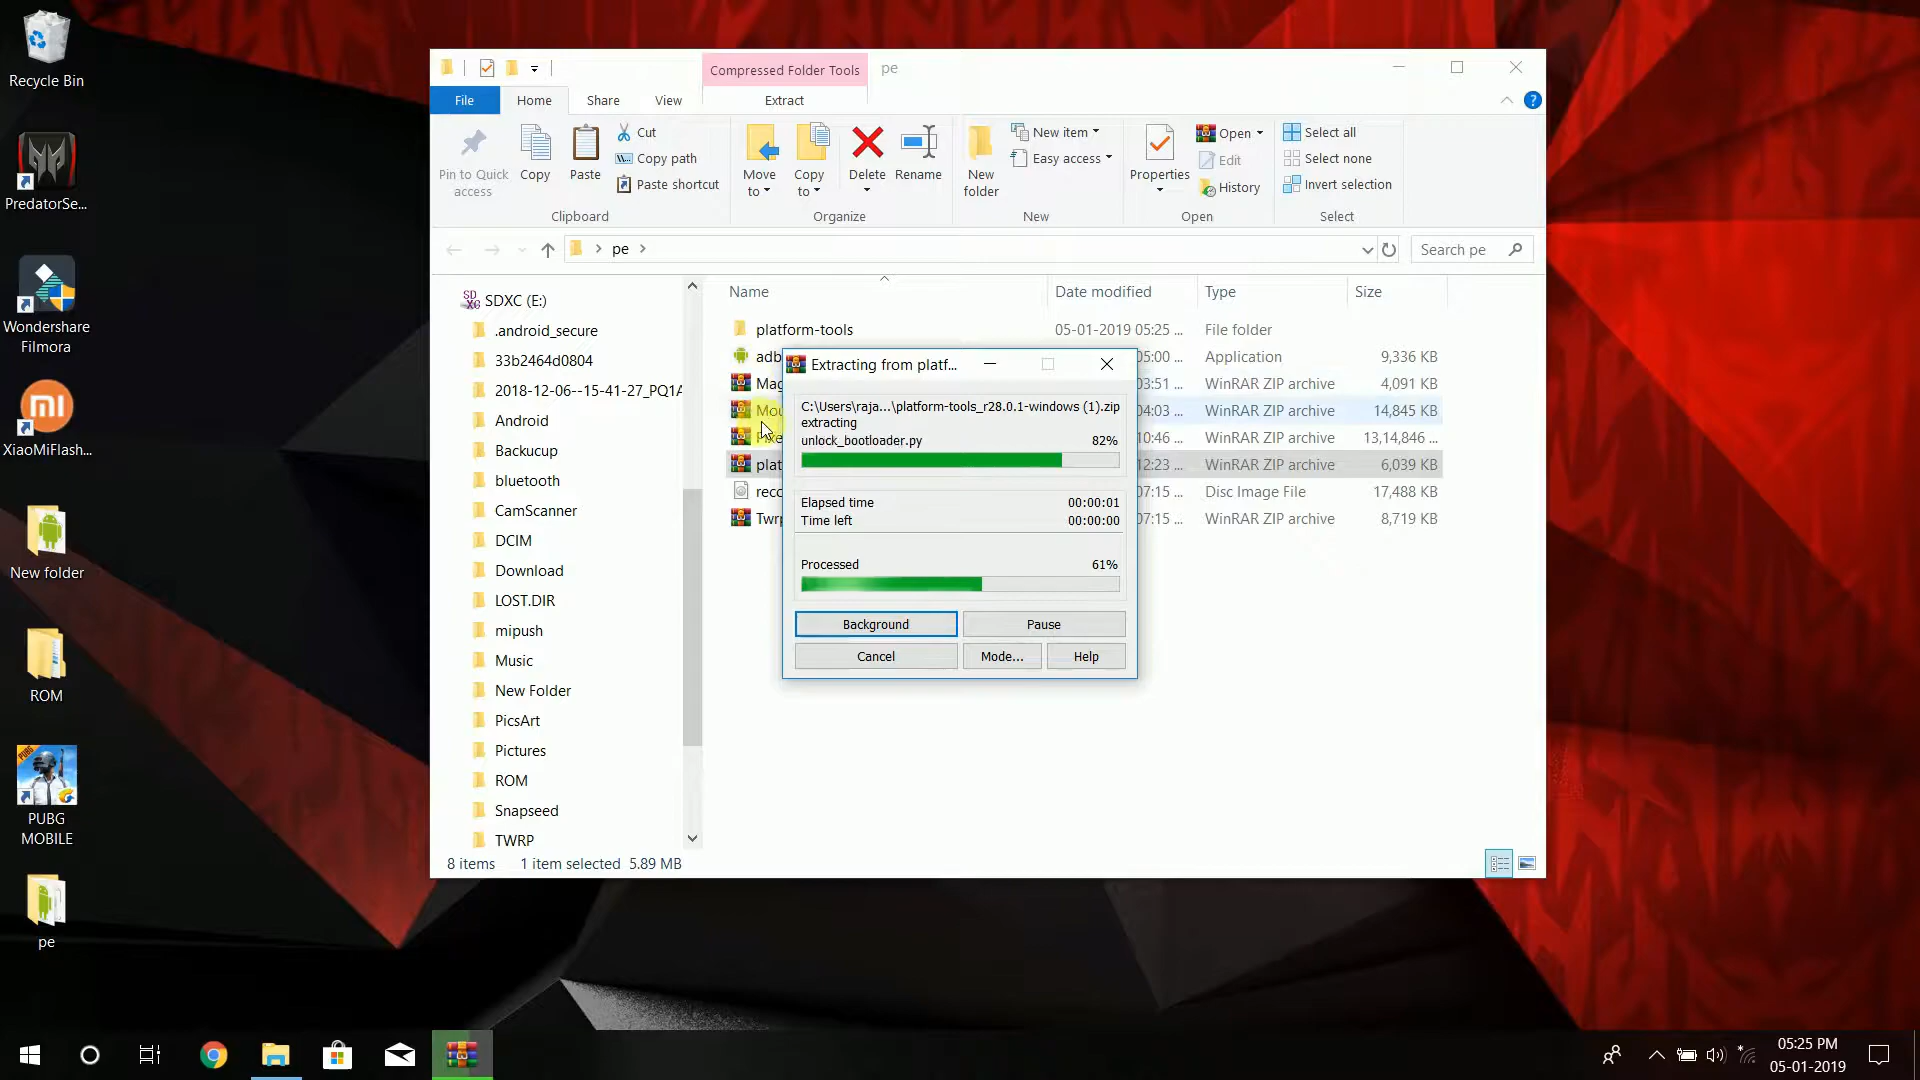 Recycle Bin
PredatorSe...
Wondershare
Filmora
XiaoMiFlash...
New folder
ROM
PUBG
MOBILE
pe
Compressed Folder Tools
pe
File
Home
Share
View
Extract
Pin to Quick
access
Copy
Paste
Cut
Copy path
Paste shortcut
Clipboard
Move
to
Copy
to
Delete
Rename
Organize
New
folder
New item
Easy access
New
Properties
Open
Edit
History
Open
Select all
Select none
Invert selection
Select
pe
Search pe
SDXC (E:)
.android_secure
33b2464d0804
2018-12-06--15-41-27_PQ1A
Android
Backucup
bluetooth
CamScanner
DCIM
Download
LOST.DIR
mipush
Music
New Folder
PicsArt
Pictures
ROM
Snapseed
TWRP
Name
Date modified
Type
Size
platform-tools 05-01-2019 05:25 ... File folder
adb 05:00 ... Application 9,336 KB
Mag 03:51 ... WinRAR ZIP archive 4,091 KB
Mou 04:03 ... WinRAR ZIP archive 14,845 KB
Pixe 10:46 ... WinRAR ZIP archive 13,14,846 ...
plat 12:23 ... WinRAR ZIP archive 6,039 KB
reco 07:15 ... Disc Image File 17,488 KB
Twrp 07:15 ... WinRAR ZIP archive 8,719 KB
Extracting from platf...
C:\Users\raja...\platform-tools_r28.0.1-windows (1).zip
extracting
unlock_bootloader.py 82%
Elapsed time 00:00:01
Time left 00:00:00
Processed 61%
Background
Pause
Cancel
Mode...
Help
8 items 1 item selected 5.89 MB
05:25 PM
05-01-2019